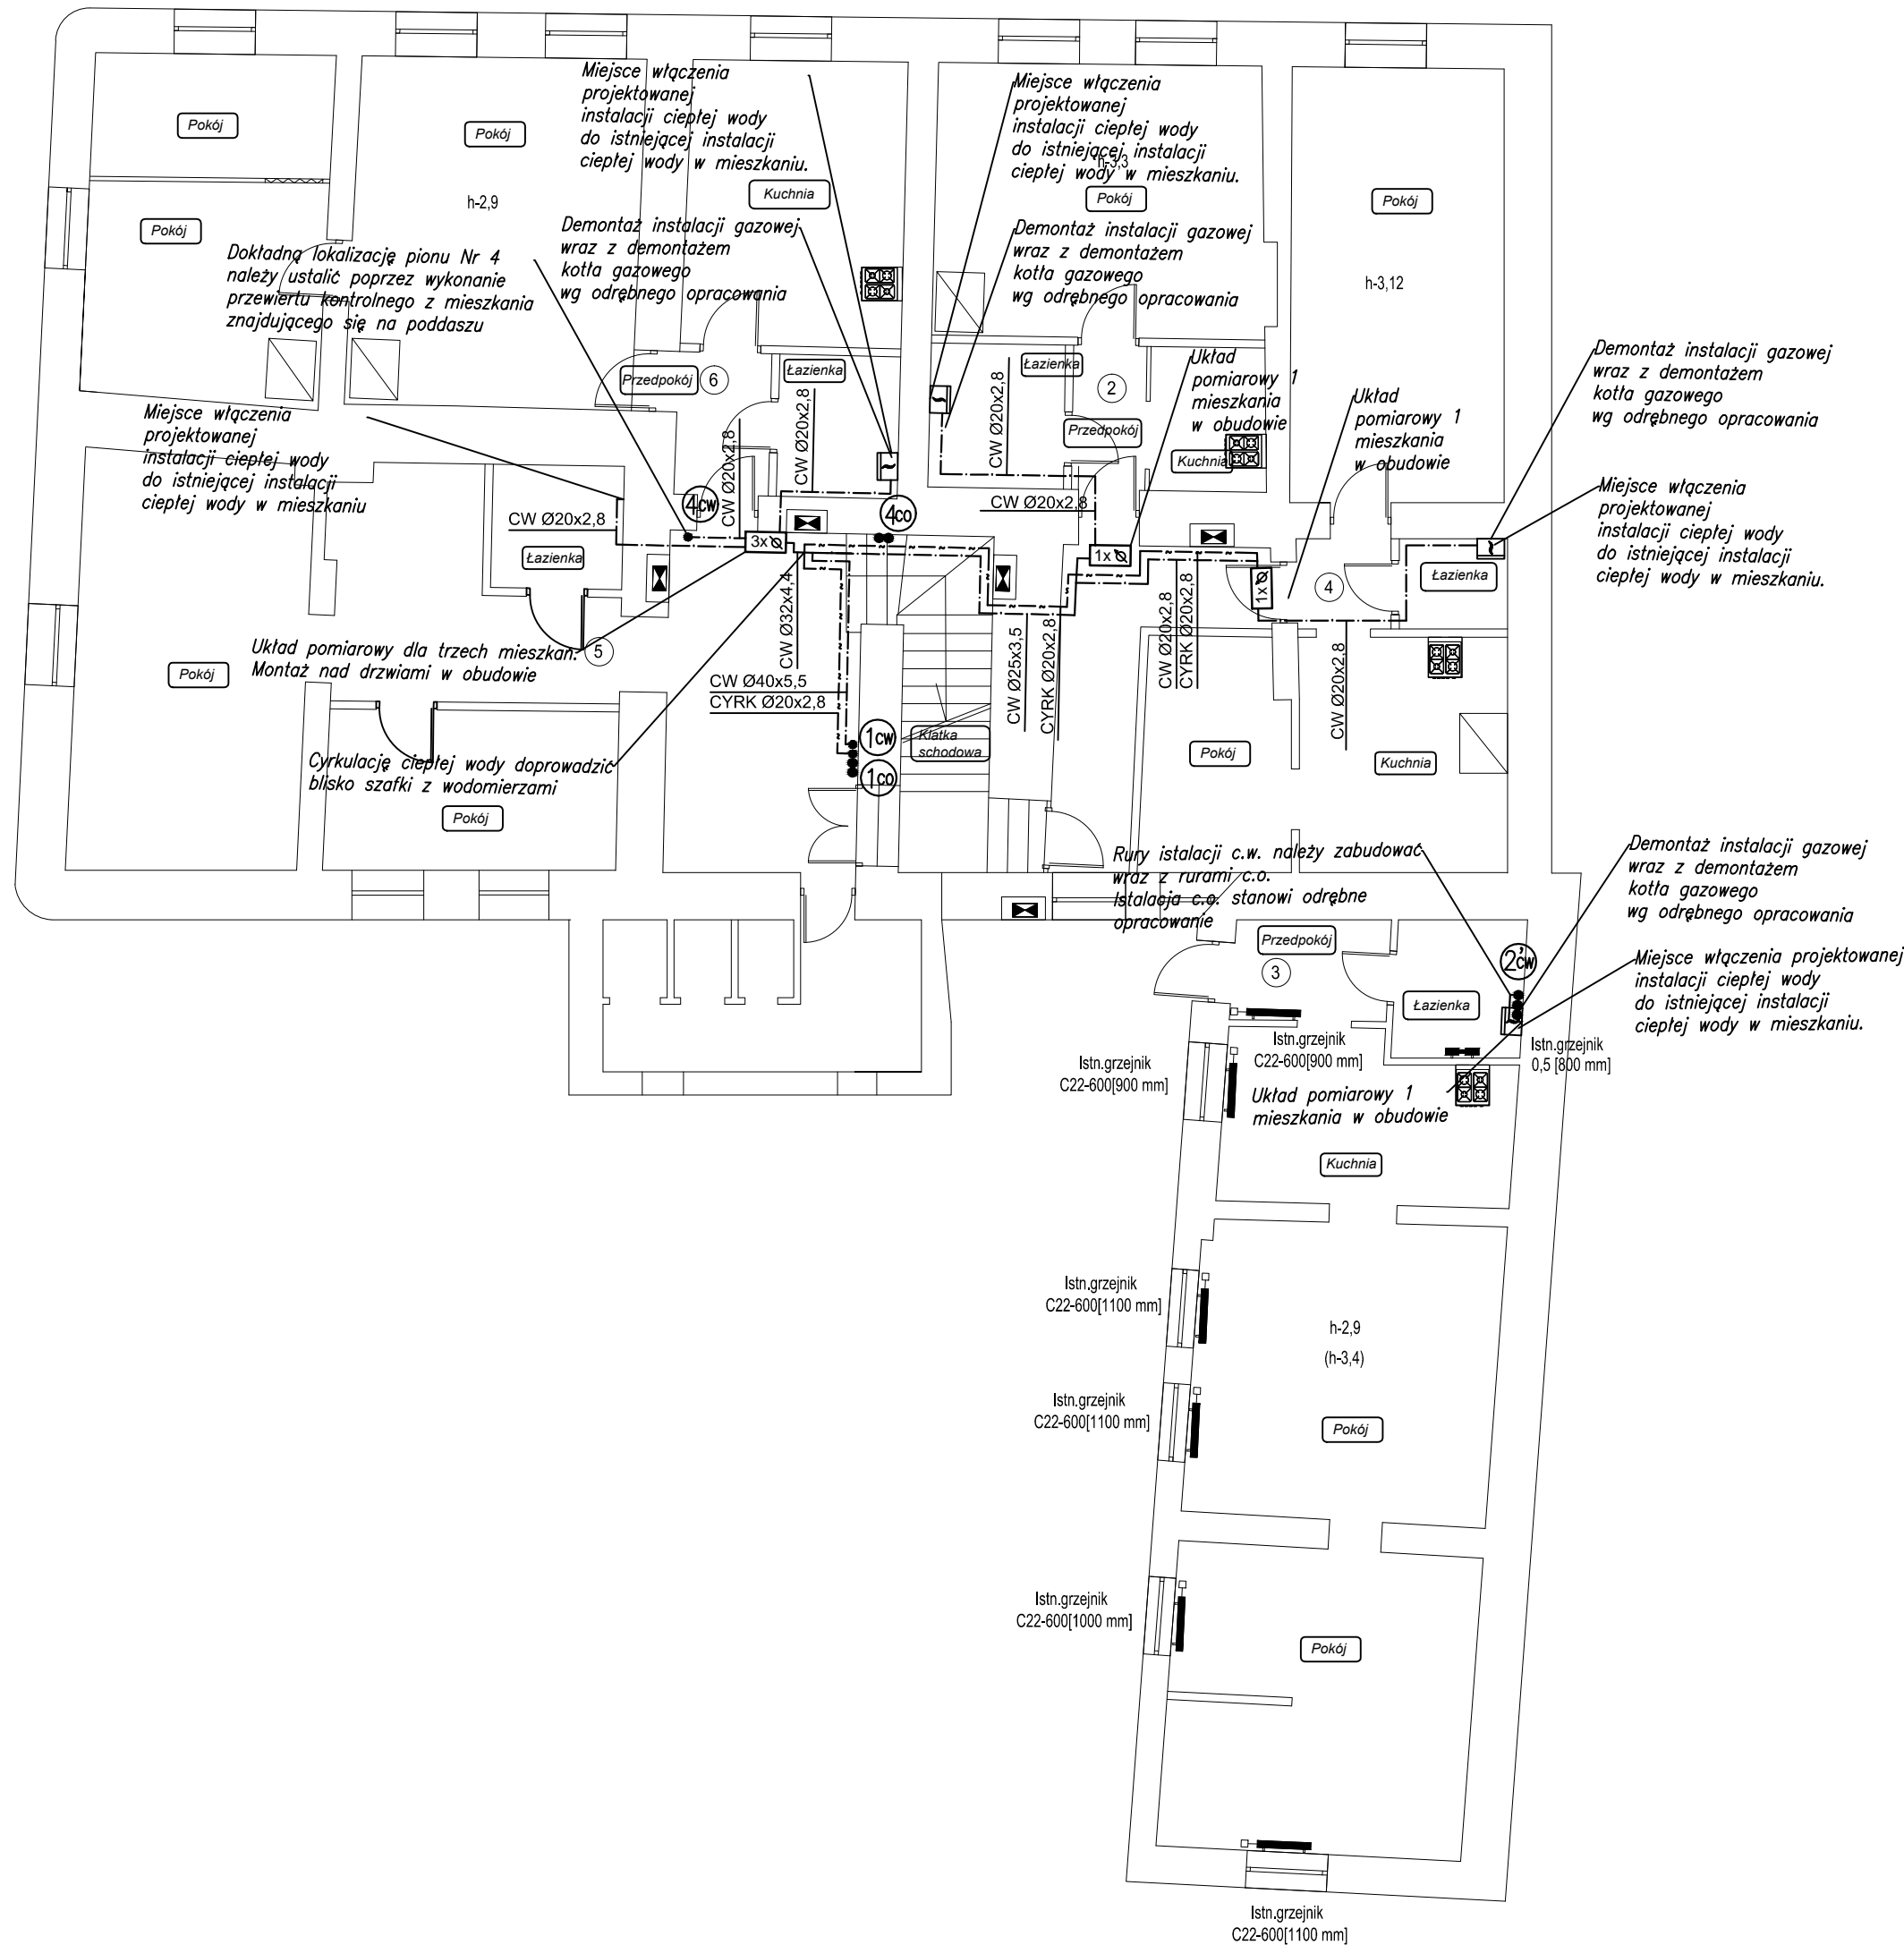 Miejsce włączenia
projektowanej
instalacji ciepłej wody
do istniejącej instalacji
ciepłej wody w mieszkaniu.
Miejsce włączenia
projektowanej
instalacji ciepłej wody
do istniejącej instalacji
ciepłej wody w mieszkaniu.
h-3,3
Pokój
Pokój
Kuchnia
Pokój
Pokój
h-2,9
Pokój
Demontaż instalacji gazowej
wraz z demontażem
kotła gazowego
wg odrębnego opracowania
Demontaż instalacji gazowej
wraz z demontażem
kotła gazowego
wg odrębnego opracowania
Dokładną lokalizację pionu Nr 4
należy ustalić poprzez wykonanie
przewiertu kontrolnego z mieszkania
znajdującego się na poddaszu
h-3,12
Demontaż instalacji gazowej
wraz z demontażem
kotła gazowego
wg odrębnego opracowania
Przedpokój
6
Łazienka
Łazienka
2
Układ
pomiarowy 1
mieszkania
w obudowie
Układ
pomiarowy 1
mieszkania
w obudowie
Miejsce włączenia
projektowanej
instalacji ciepłej wody
do istniejącej instalacji
ciepłej wody w mieszkaniu
CW Ø20x2,8
CW Ø20x2,8
CW Ø20x2,8
Przedpokój
Kuchnia
Miejsce włączenia
projektowanej
instalacji ciepłej wody
do istniejącej instalacji
ciepłej wody w mieszkaniu.
4cw
4co
CW Ø20x2,8
CW Ø20x2,8
3x
1x
1x
Łazienka
4
Łazienka
CW Ø32x4,4
CW Ø25x3,5
CYRK Ø20x2,8
CW Ø20x2,8
CYRK Ø20x2,8
CW Ø20x2,8
Układ pomiarowy dla trzech mieszkań.
Montaż nad drzwiami w obudowie
5
Pokój
CW Ø40x5,5
CYRK Ø20x2,8
1cw
1co
Klatka
schodowa
Pokój
Kuchnia
Cyrkulację ciepłej wody doprowadzić
blisko szafki z wodomierzami
Pokój
Rury istalacji c.w. należy zabudować
wraz z rurami c.o.
Istalacja c.o. stanowi odrębne
opracowanie
Demontaż instalacji gazowej
wraz z demontażem
kotła gazowego
wg odrębnego opracowania
Przedpokój
3
2'cw
Łazienka
Miejsce włączenia projektowanej
instalacji ciepłej wody
do istniejącej instalacji
ciepłej wody w mieszkaniu.
Istn.grzejnik
C22-600[900 mm]
Istn.grzejnik
C22-600[900 mm]
Istn.grzejnik
0,5 [800 mm]
Układ pomiarowy 1
mieszkania w obudowie
Kuchnia
Istn.grzejnik
C22-600[1100 mm]
h-2,9
(h-3,4)
Istn.grzejnik
C22-600[1100 mm]
Pokój
Istn.grzejnik
C22-600[1000 mm]
Pokój
Istn.grzejnik
C22-600[1100 mm]